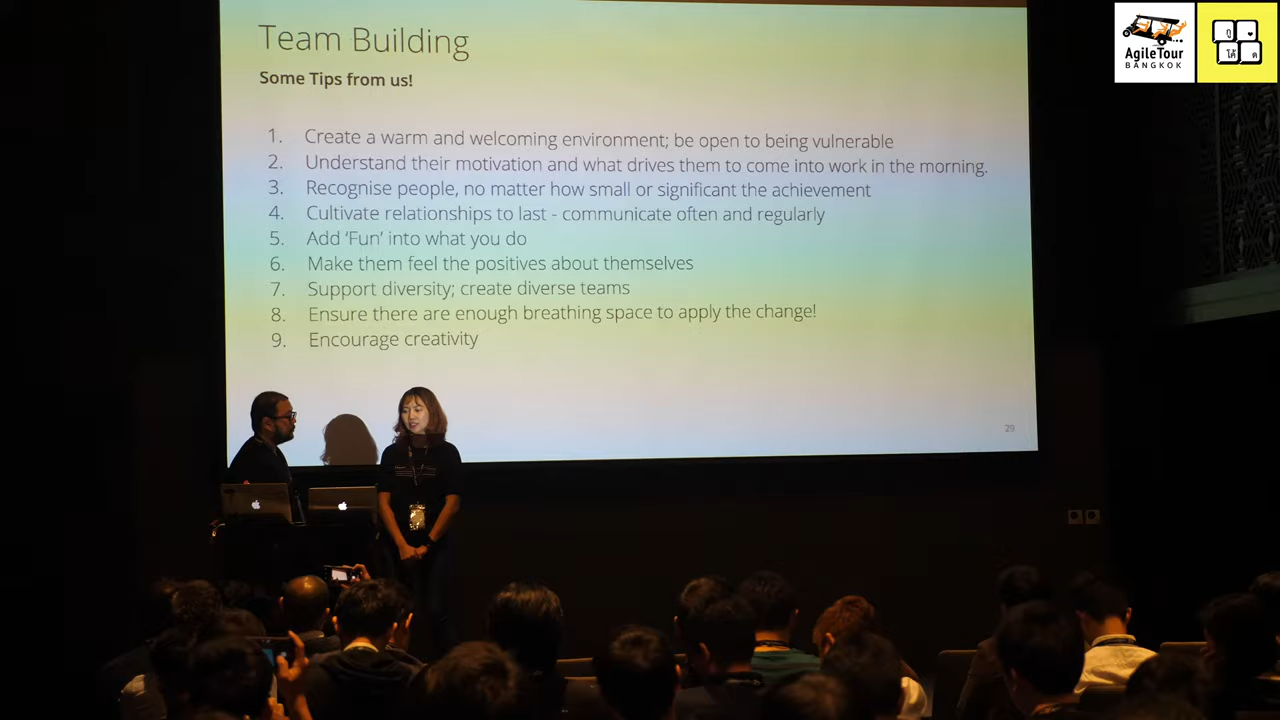 Team Building
Some Tips from us!
1. Create a warm and welcoming environment; be open to being vulnerable
2. Understand their motivation and what drives them to come into work in the morning.
3. Recognise people, no matter how small or significant the achievement
4. Cultivate relationships to last - communicate often and regularly
5. Add ‘Fun’ into what you do
6. Make them feel the positives about themselves
7. Support diversity; create diverse teams
8. Ensure there are enough breathing space to apply the change!
9. Encourage creativity
29
AgileTour
BANGKOK
กู ♥
โค้ ด